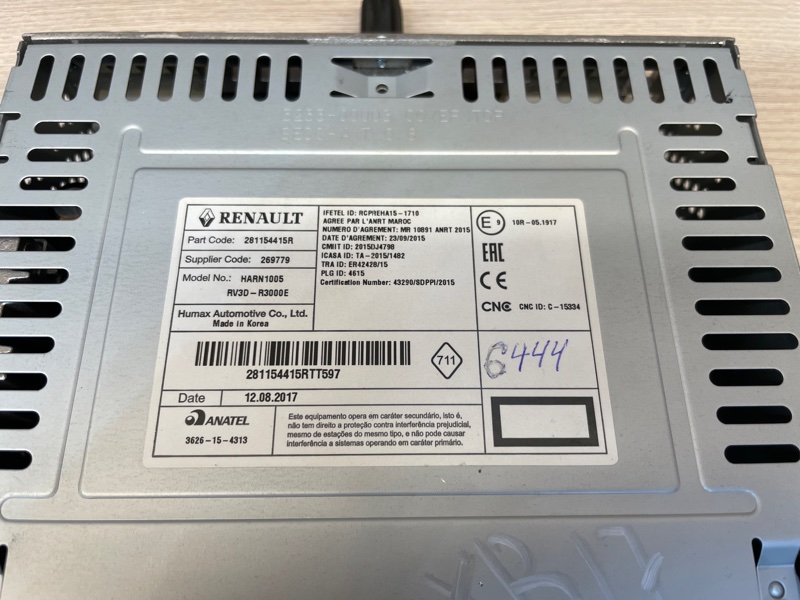 RENAULT
Part Code: 281154415R
Supplier Code: 269779
Model No.: HARN1005
RV3D-R3000E
Humax Automotive Co., Ltd.
Made in Korea
IFETEL ID: RCPREHA15-1710
AGREE PAR L'ANRT MAROC
NUMERO D'AGREMENT: MR 10891 ANRT 2015
DATE D'AGREMENT: 23/09/2015
CMIIT ID: 2015DJ4798
ICASA ID: TA-2015/1482
TRA ID: ER42428/15
PLG ID: 4615
Certification Number: 43290/SDPPI/2015
E 9 10R-05.1917
EAC
CE
CNC CNC ID: C-15334
281154415RTT597
711
6444
Date 12.08.2017
ANATEL
3626-15-4313
Este equipamento opera em caráter secundário, isto é,
não tem direito a proteção contra interferência prejudicial,
mesmo de estações do mesmo tipo, e não pode causar
interferência a sistemas operando em caráter primário.